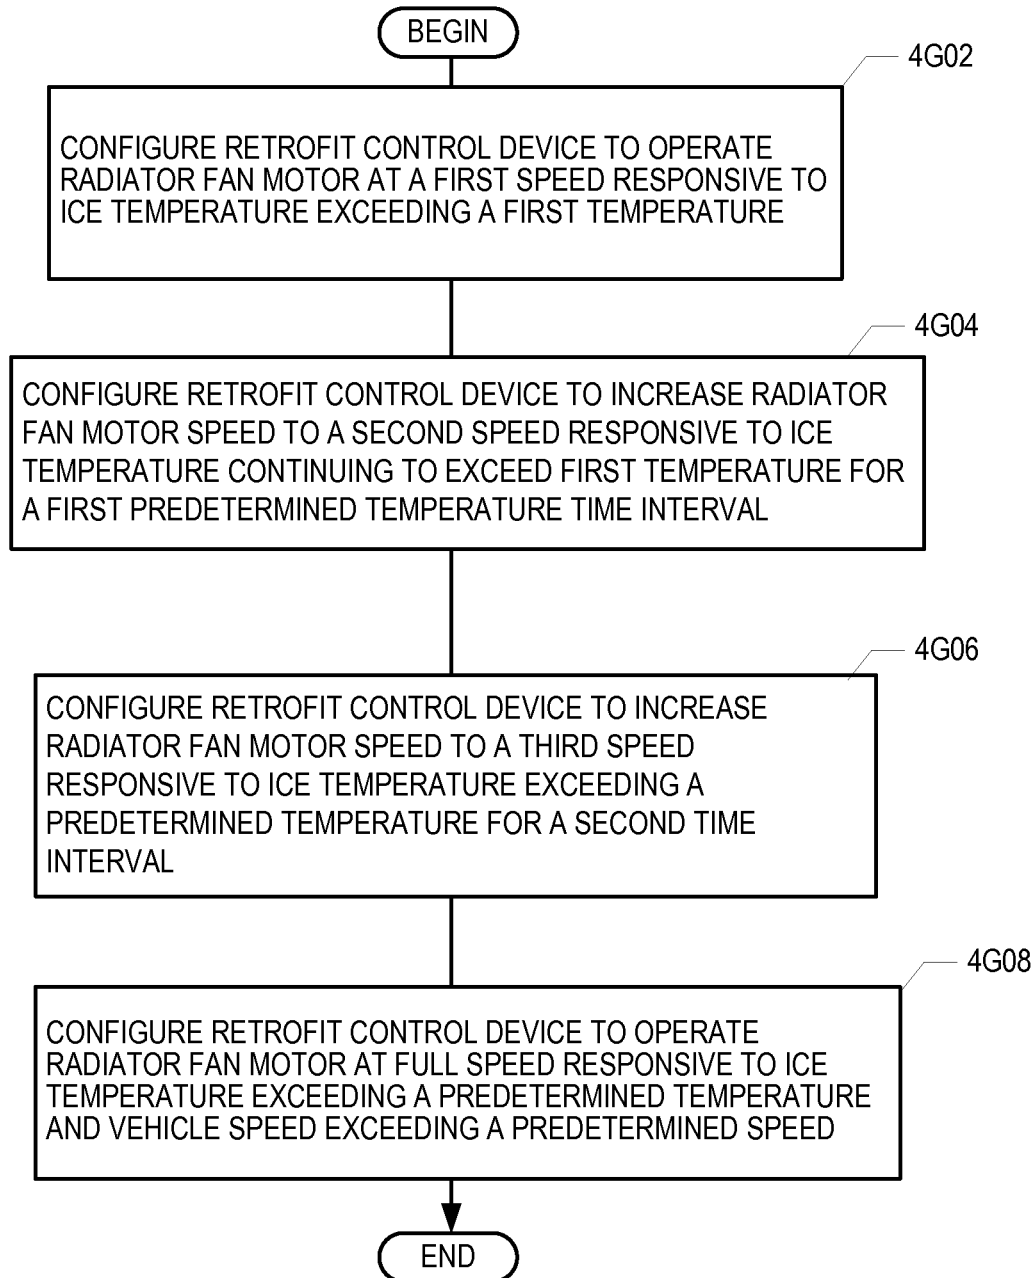 BEGIN
4G02
CONFIGURE RETROFIT CONTROL DEVICE TO OPERATE
RADIATOR FAN MOTOR AT A FIRST SPEED RESPONSIVE TO
ICE TEMPERATURE EXCEEDING A FIRST TEMPERATURE
4G04
CONFIGURE RETROFIT CONTROL DEVICE TO INCREASE RADIATOR
FAN MOTOR SPEED TO A SECOND SPEED RESPONSIVE TO ICE
TEMPERATURE CONTINUING TO EXCEED FIRST TEMPERATURE FOR
A FIRST PREDETERMINED TEMPERATURE TIME INTERVAL
4G06
CONFIGURE RETROFIT CONTROL DEVICE TO INCREASE
RADIATOR FAN MOTOR SPEED TO A THIRD SPEED
RESPONSIVE TO ICE TEMPERATURE EXCEEDING A
PREDETERMINED TEMPERATURE FOR A SECOND TIME
INTERVAL
4G08
CONFIGURE RETROFIT CONTROL DEVICE TO OPERATE
RADIATOR FAN MOTOR AT FULL SPEED RESPONSIVE TO ICE
TEMPERATURE EXCEEDING A PREDETERMINED TEMPERATURE
AND VEHICLE SPEED EXCEEDING A PREDETERMINED SPEED
END